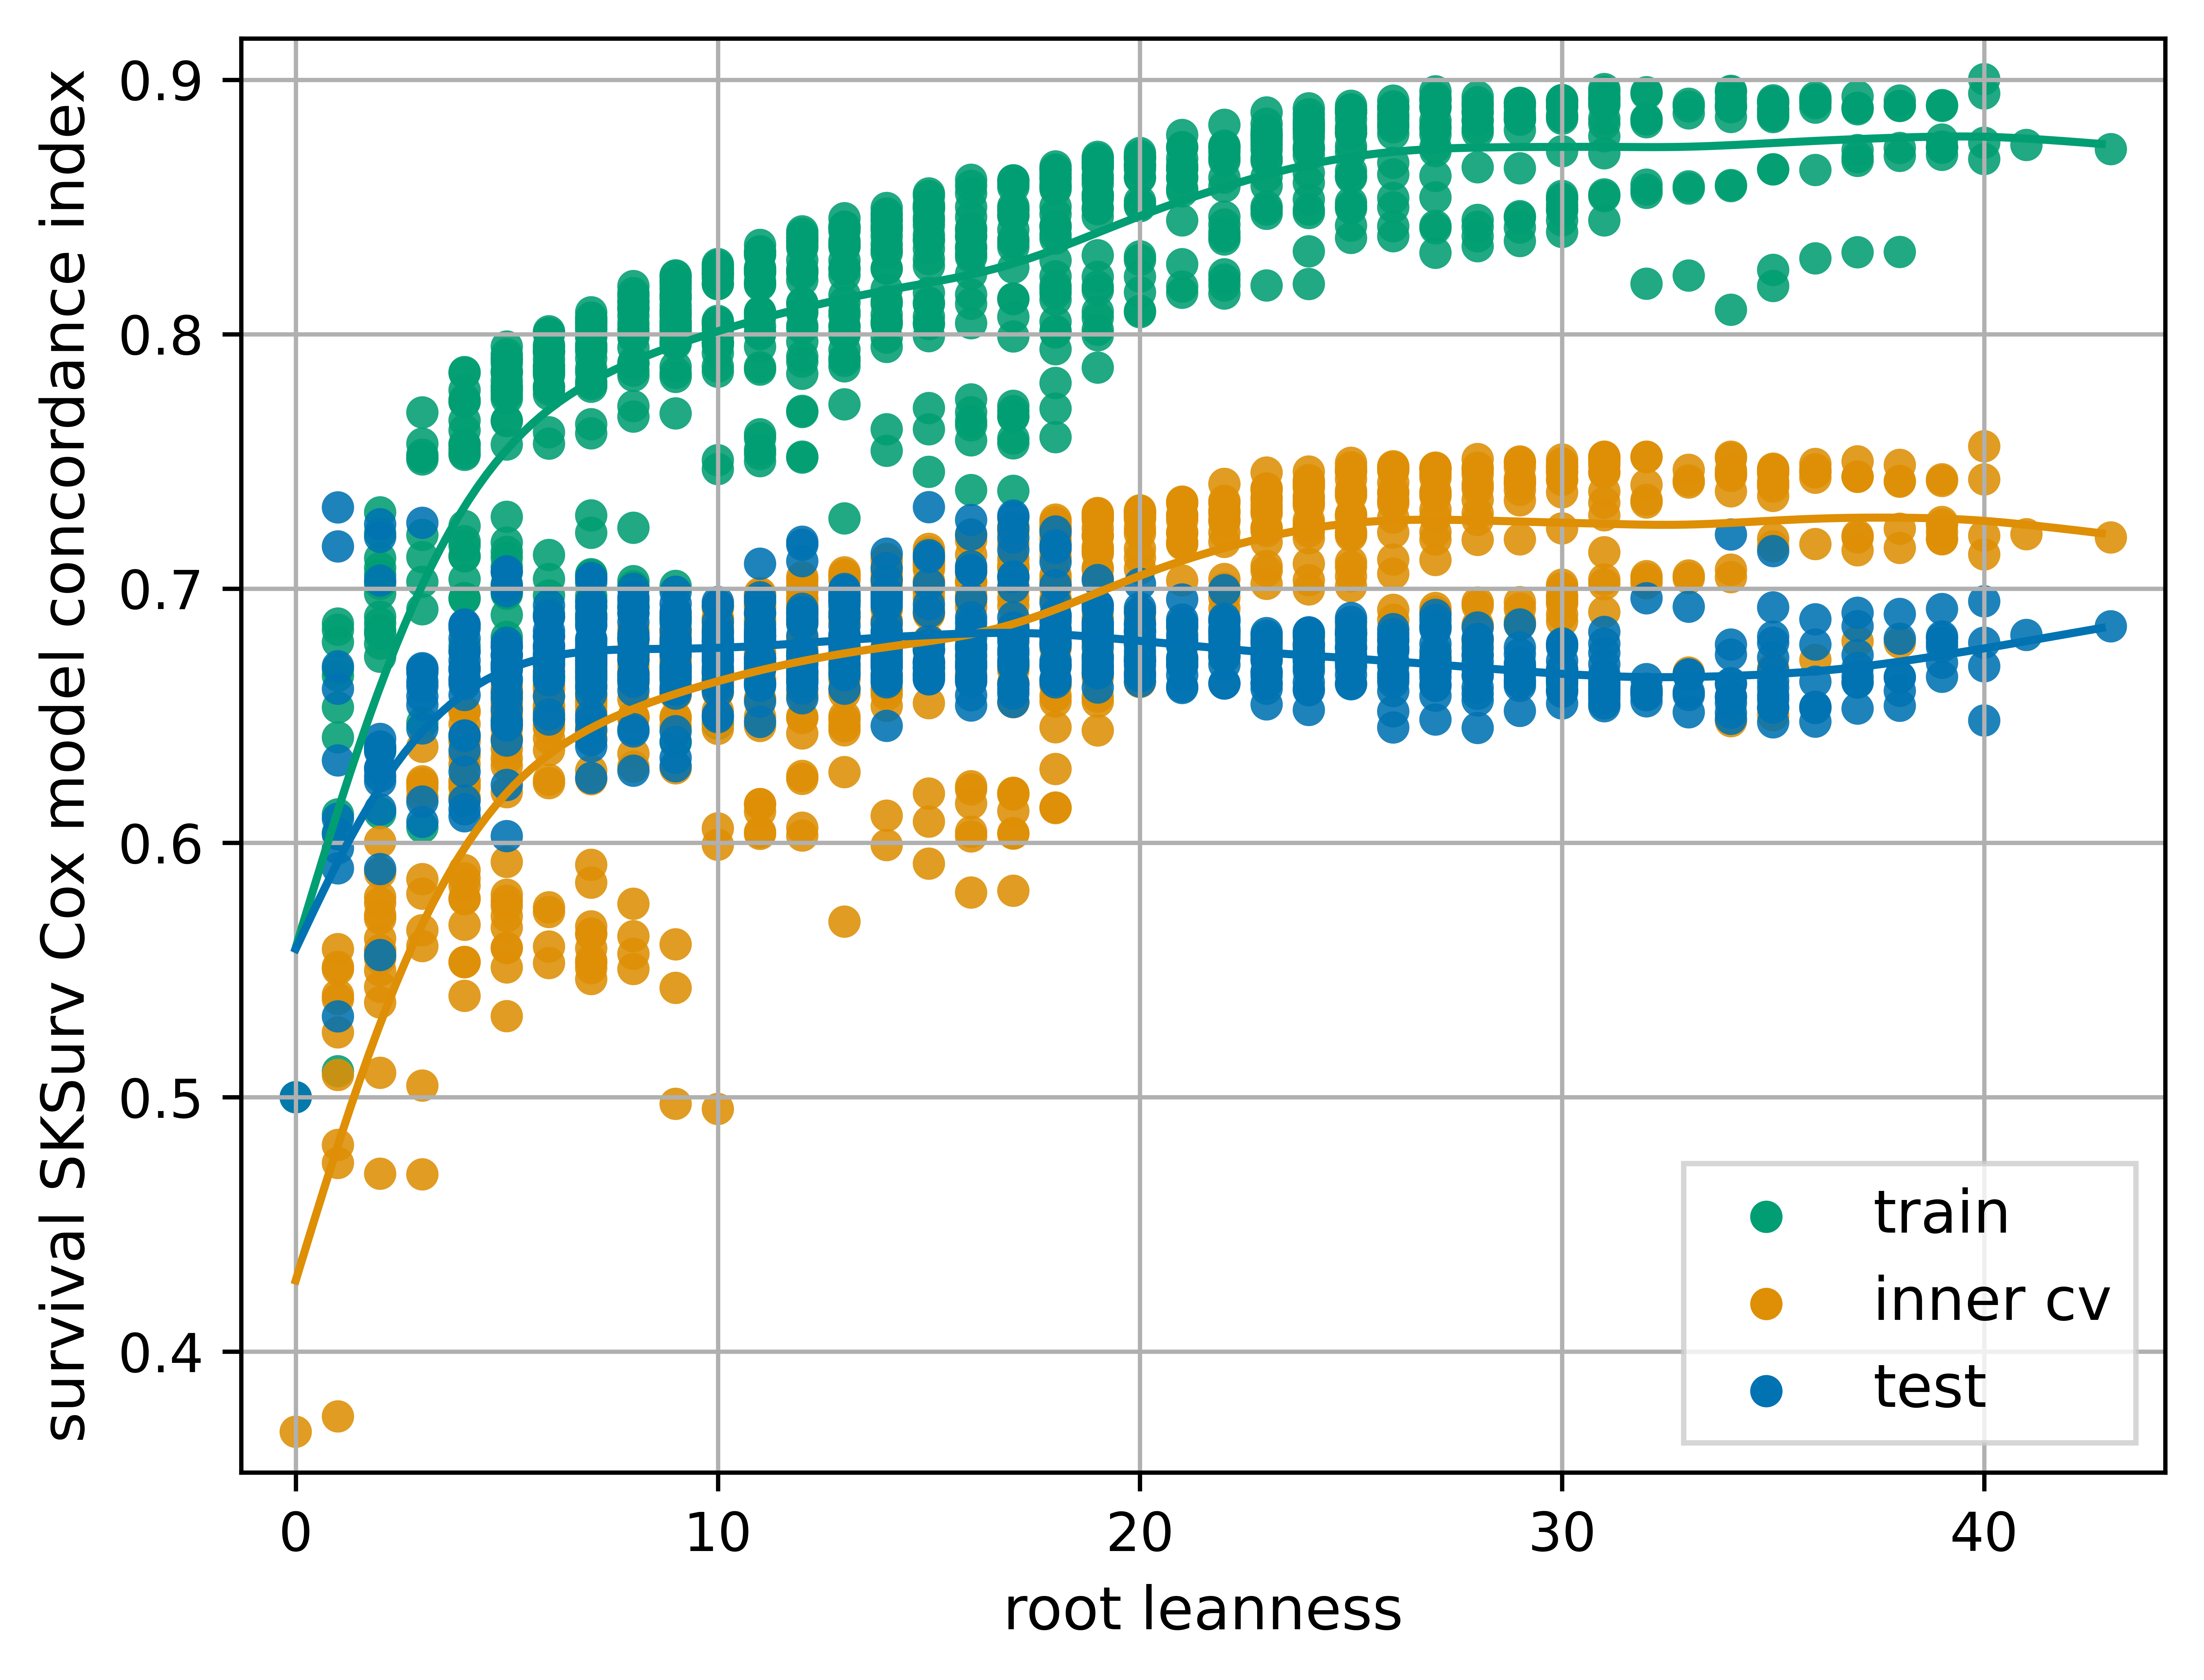 survival SKSurv Cox model concordance index
0.9
0.8
0.7
0.6
0.5
0.4
0
10
20
30
40
root leanness
train
inner cv
test